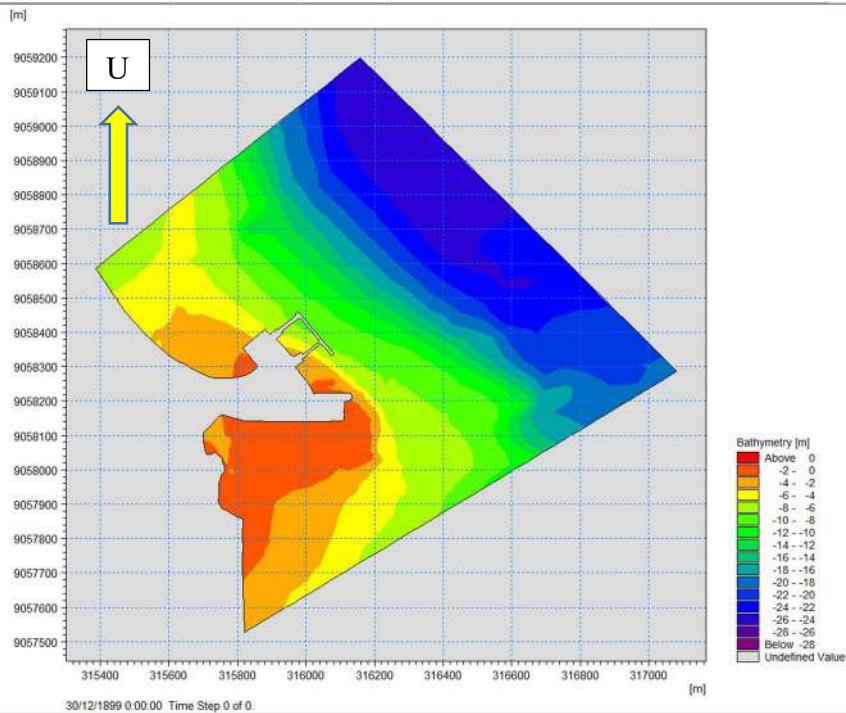 [m]
U
9059200
9059100
9059000
9058900
9058800
9058700
9058600
9058500
9058400
9058300
9058200
9058100
9058000
9057900
9057800
9057700
9057600
9057500
315400 315600 315800 316000 316200 316400 316600 316800 317000
[m]
30/12/1899 0:00:00 Time Step 0 of 0.
Bathymetry [m]
Above 0
-2 - 0
-4 - -2
-6 - -4
-8 - -6
-10 - -8
-12 - -10
-14 - -12
-16 - -14
-18 - -16
-20 - -18
-22 - -20
-24 - -22
-26 - -24
-28 - -26
Below -28
Undefined Value